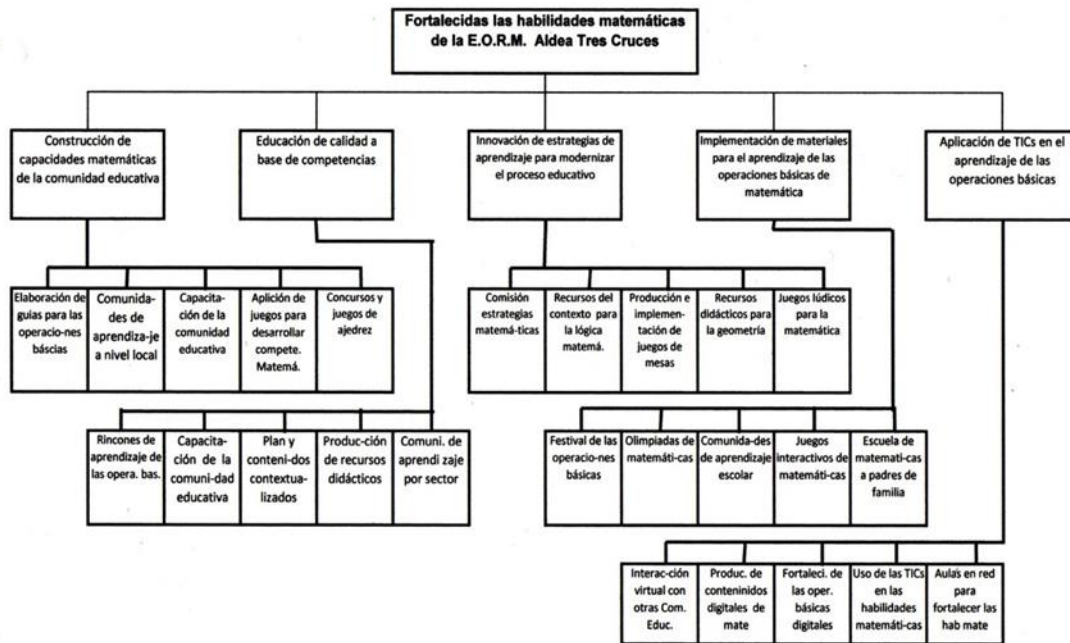 Fortalecidas las habilidades matemáticas
de la E.O.R.M. Aldea Tres Cruces
Construcción de
capacidades matemáticas
de la comunidad educativa
Educación de calidad a
base de competencias
Innovación de estrategias de
aprendizaje para modernizar
el proceso educativo
Implementación de materiales
para el aprendizaje de las
operaciones básicas de
matemática
Aplicación de TICs en el
aprendizaje de las
operaciones básicas
Elaboración de
guias para las
operacio-nes
báscias
Comunida-
des de
aprendiza-je
a nivel local
Capacita-
ción de la
comunidad
educativa
Aplición de
juegos para
desarrollar
compete.
Matemá.
Concursos y
juegos de
ajedrez
Comisión
estrategias
matemá-ticas
Recursos del
contexto para
la lógica
matemá.
Producción e
implemen-
tación de
juegos de
mesas
Recursos
didácticos para
la geometría
Juegos lúdicos
para la
matemática
Rincones de
aprendizaje de
las opera. bas.
Capacita-
ción de la
comuni-dad
educativa
Plan y
conteni-dos
contextua-
lizados
Produc-ción
de recursos
didácticos
Comuni. de
aprendi zaje
por sector
Festival de las
operacio-nes
básicas
Olimpiadas de
matemáti-cas
Comunida-des
de aprendizaje
escolar
Juegos
interactivos de
matemáti-cas
Escuela de
matemati-cas
a padres de
familia
Interac-ción
virtual con
otras Com.
Educ.
Produc. de
conteninidos
digitales de
mate
Fortaleci. de
las oper.
básicas
digitales
Uso de las TICs
en las
habilidades
matemáti-cas
Aulas en red
para
fortalecer las
hab mate